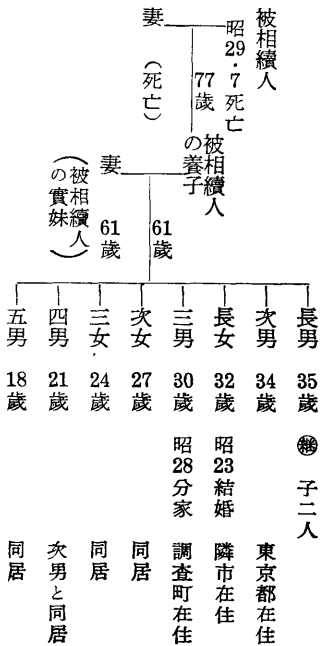 被相續人
昭29・7死亡
77歳
妻
(死亡)
被相續人
の養子
61歳
妻
61歳
(被相續人
の實妹)
長男 35歳 継 子二人
次男 34歳 東京都在住
長女 32歳 昭23結婚 隣市在住
三男 30歳 昭28分家 調査町在住
次女 27歳 同居
三女 24歳 同居
四男 21歳 次男と同居
五男 18歳 同居